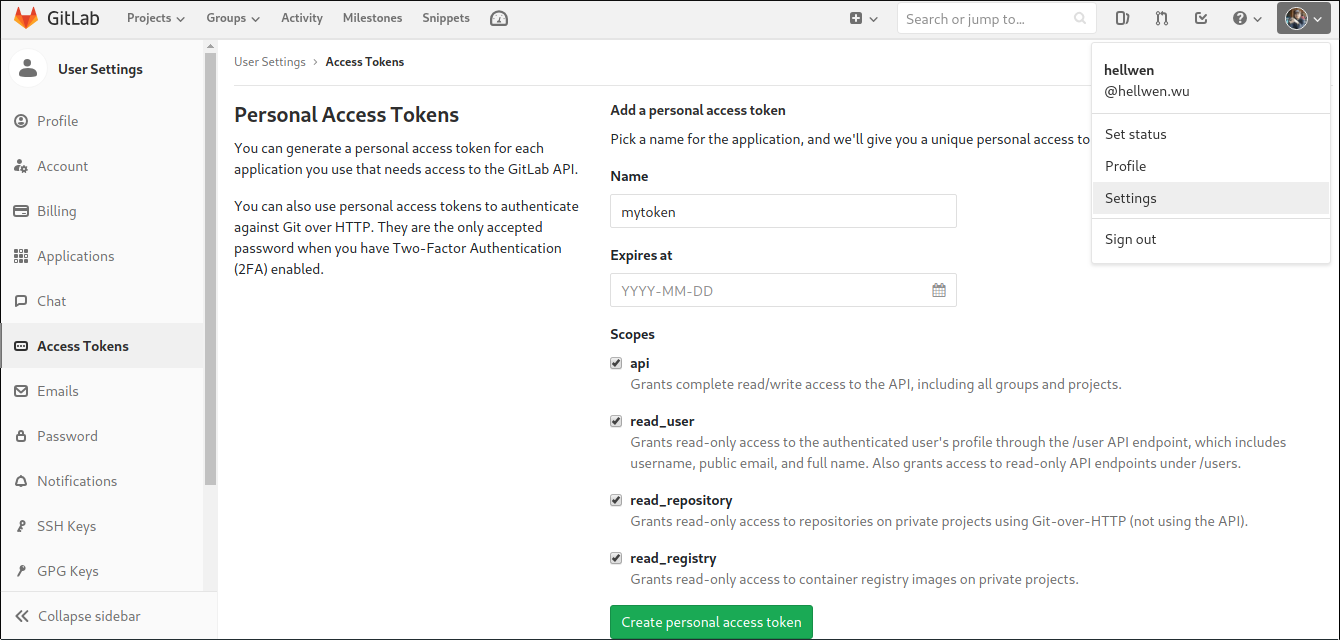 GitLab
Projects
Groups
Activity
Milestones
Snippets
Search or jump to...
hellwen
@hellwen.wu
Set status
Profile
Settings
Sign out
User Settings
Profile
Account
Billing
Applications
Chat
Access Tokens
Emails
Password
Notifications
SSH Keys
GPG Keys
Collapse sidebar
User Settings › Access Tokens
Personal Access Tokens
You can generate a personal access token for each
application you use that needs access to the GitLab API.
You can also use personal access tokens to authenticate
against Git over HTTP. They are the only accepted
password when you have Two-Factor Authentication
(2FA) enabled.
Add a personal access token
Pick a name for the application, and we'll give you a unique personal access to
Name
mytoken
Expires at
YYYY-MM-DD
Scopes
api
Grants complete read/write access to the API, including all groups and projects.
read_user
Grants read-only access to the authenticated user's profile through the /user API endpoint, which includes
username, public email, and full name. Also grants access to read-only API endpoints under /users.
read_repository
Grants read-only access to repositories on private projects using Git-over-HTTP (not using the API).
read_registry
Grants read-only access to container registry images on private projects.
Create personal access token